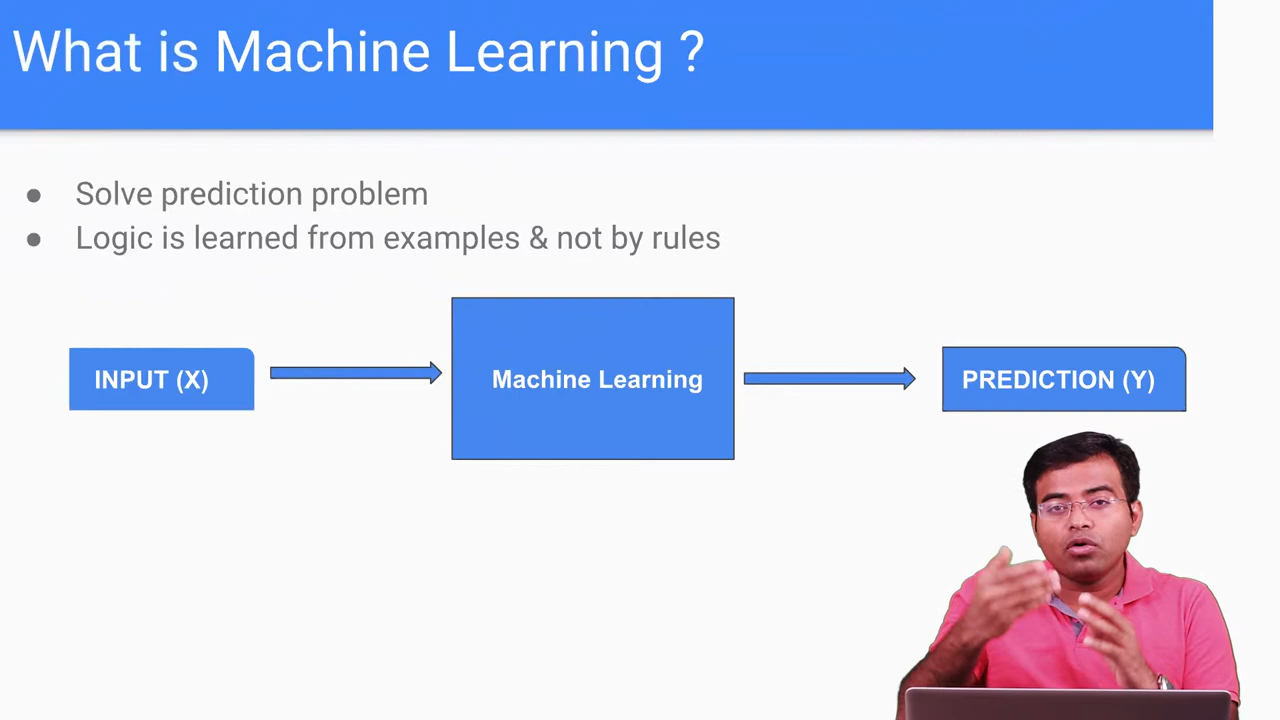 What is Machine Learning ?
● Solve prediction problem
● Logic is learned from examples & not by rules
INPUT (X)
Machine Learning
PREDICTION (Y)